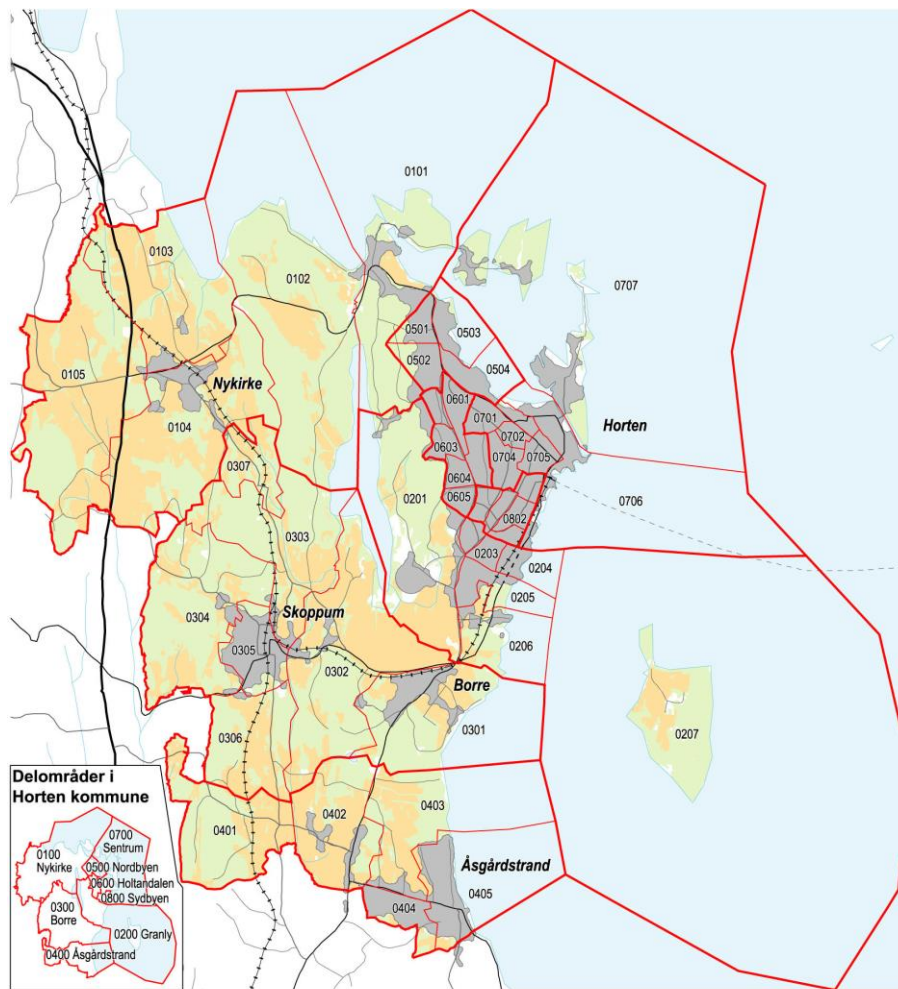 0101
0103
0102
0707
0501
0503
0502
0504
0105
Nykirke
0601
0701
Horten
0104
0702
0603
0704
0705
0307
0604
0201
0605
0706
0303
0802
0203
0204
0205
0304
Skoppum
0305
0206
0302
Borre
0301
0207
0306
Delområder i
Horten kommune
0402
0403
0401
0700
Sentrum
0100
Nykirke
0500 Nordbyen
0600 Holtandalen
0800 Sydbyen
0300
Borre
0200 Granly
0400 Åsgårdstrand
Åsgårdstrand
0405
0404